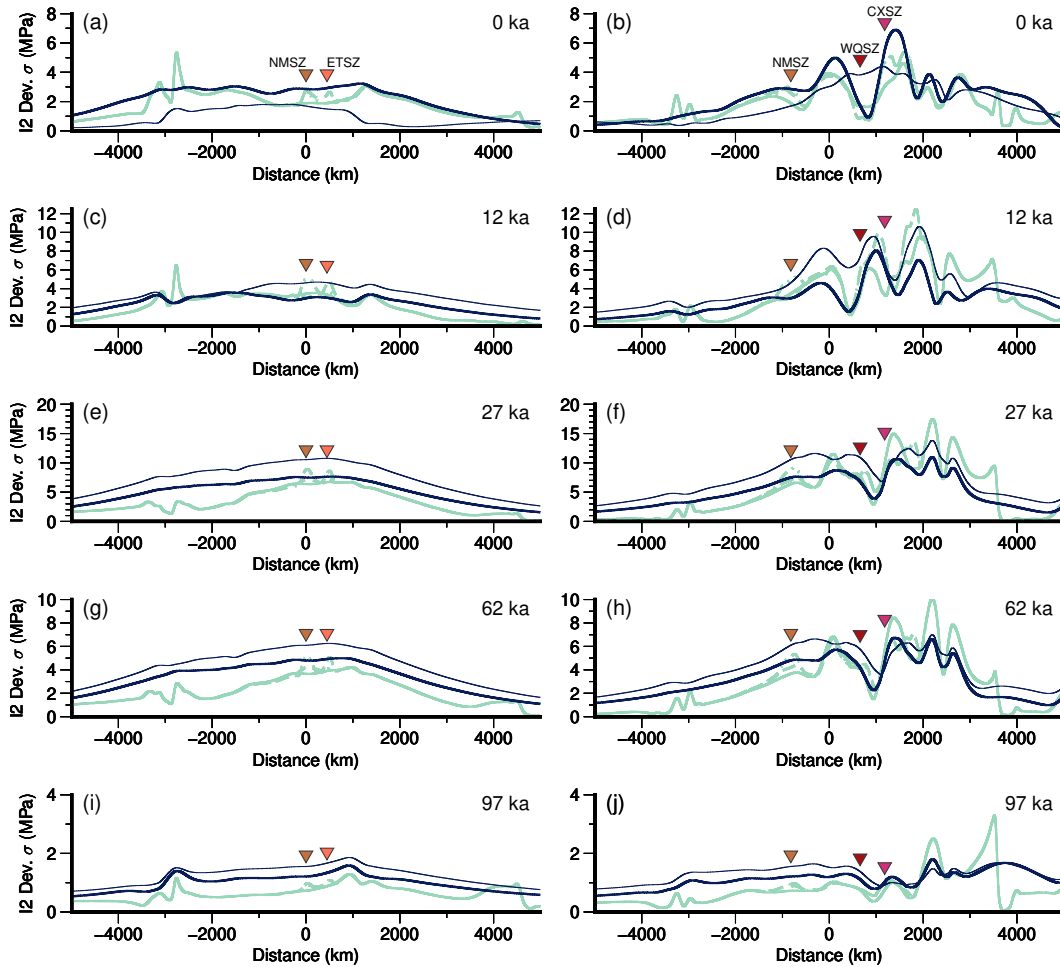 (a) 0 ka
NMSZ ETSZ
I2 Dev. σ (MPa)
8
6
4
2
0
−4000 −2000 0 2000 4000
Distance (km)
(b) 0 ka
CXSZ
WQSZ
NMSZ
8
6
4
2
0
−4000 −2000 0 2000 4000
Distance (km)
(c) 12 ka
I2 Dev. σ (MPa)
12
10
8
6
4
2
0
−4000 −2000 0 2000 4000
Distance (km)
(d) 12 ka
12
10
8
6
4
2
0
−4000 −2000 0 2000 4000
Distance (km)
(e) 27 ka
I2 Dev. σ (MPa)
20
15
10
5
0
−4000 −2000 0 2000 4000
Distance (km)
(f) 27 ka
20
15
10
5
0
−4000 −2000 0 2000 4000
Distance (km)
(g) 62 ka
I2 Dev. σ (MPa)
10
8
6
4
2
0
−4000 −2000 0 2000 4000
Distance (km)
(h) 62 ka
10
8
6
4
2
0
−4000 −2000 0 2000 4000
Distance (km)
(i) 97 ka
I2 Dev. σ (MPa)
4
2
0
−4000 −2000 0 2000 4000
Distance (km)
(j) 97 ka
4
2
0
−4000 −2000 0 2000 4000
Distance (km)